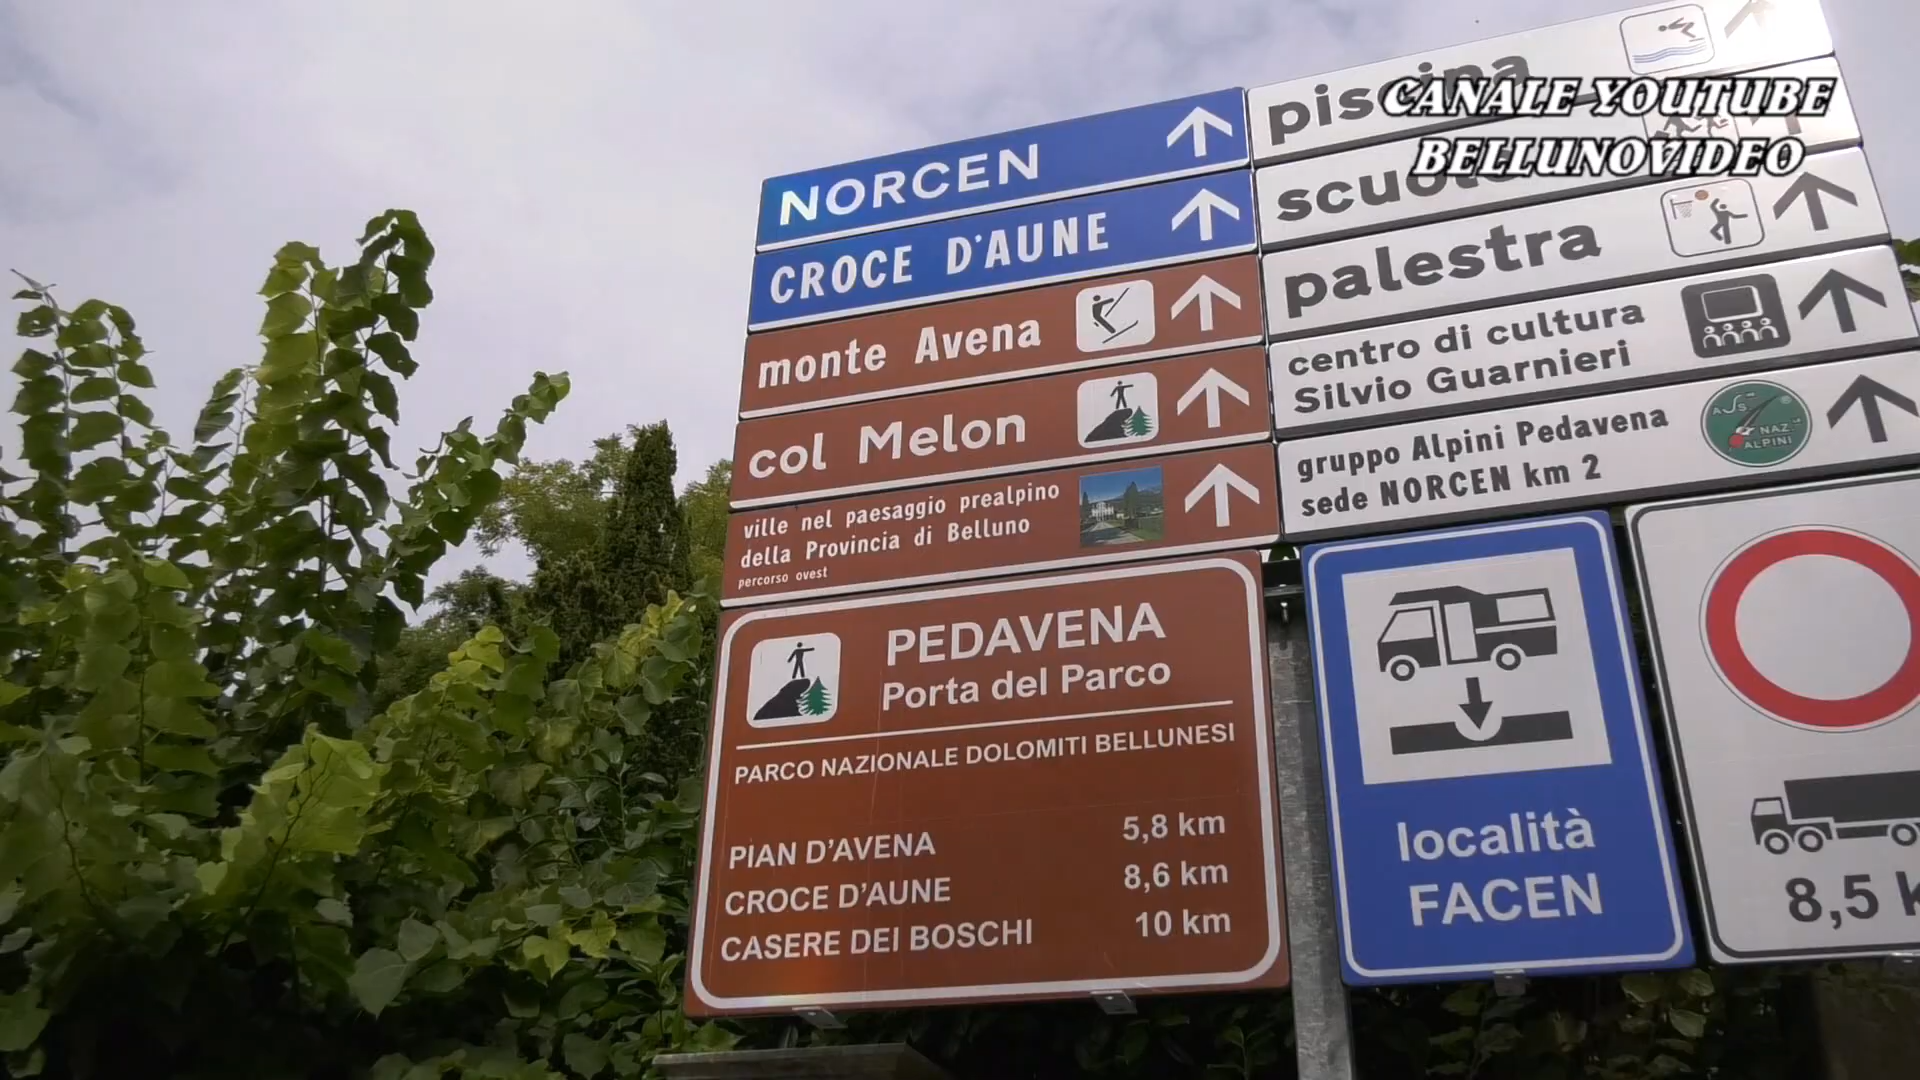 NORCEN
CROCE D'AUNE
monte Avena
col Melon
ville nel paesaggio prealpino
della Provincia di Belluno
percorso ovest
PEDAVENA
Porta del Parco
PARCO NAZIONALE DOLOMITI BELLUNESI
PIAN D'AVENA 5,8 km
CROCE D'AUNE 8,6 km
CASERE DEI BOSCHI 10 km
piscina
CANALE YOUTUBE
BELLUNOVIDEO
palestra
centro di cultura
Silvio Guarnieri
gruppo Alpini Pedavena
sede NORCEN km 2
ASS. NAZ. ALPINI
località
FACEN
8,5